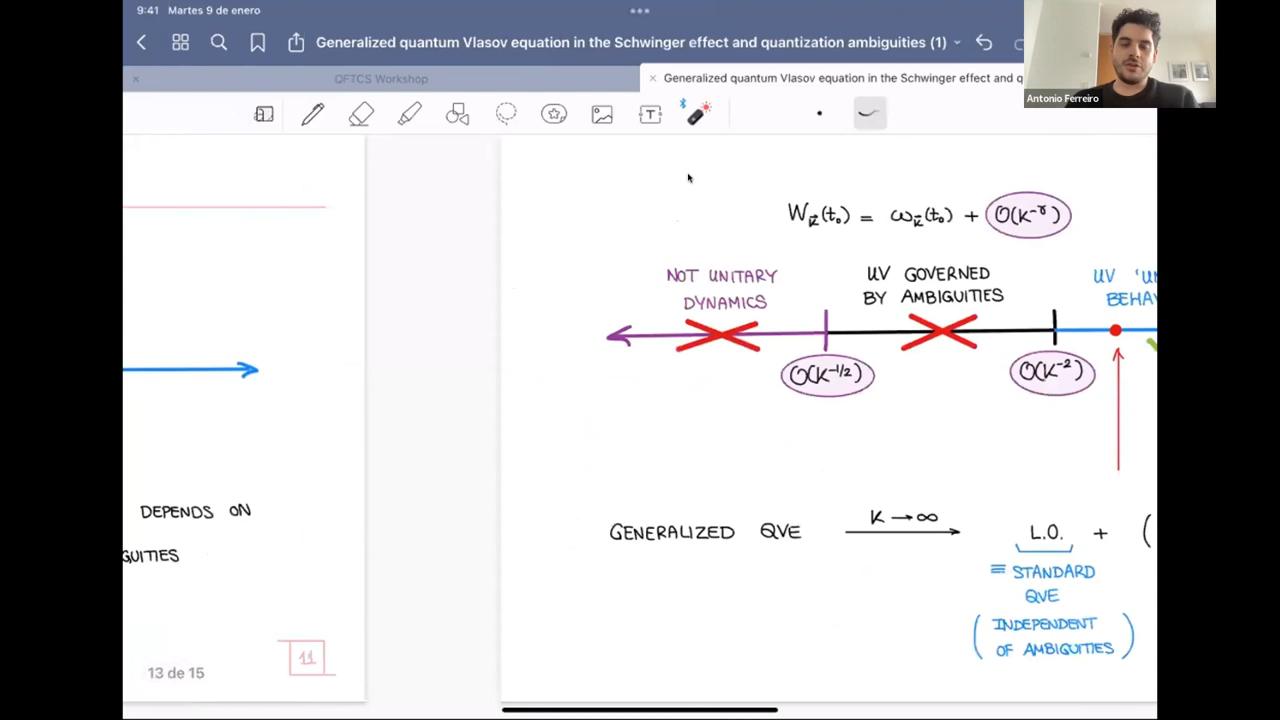 9:41 Martes 9 de enero
Generalized quantum Vlasov equation in the Schwinger effect and quantization ambiguities (1)
QFTCS Workshop
Generalized quantum Vlasov equation in the Schwinger effect and q
Antonio Ferreiro
T
W_k⃗(t₀) = ω_k⃗(t₀) + O(K^-γ)
NOT UNITARY
DYNAMICS
UV GOVERNED
BY AMBIGUITIES
UV 'U
BEHA
O(K^-1/2)
O(K^-2)
DEPENDS ON
GUITIES
GENERALIZED QVE K→∞ L.O. + (
≡ STANDARD
QVE
(INDEPENDENT
OF AMBIGUITIES)
11
13 de 15